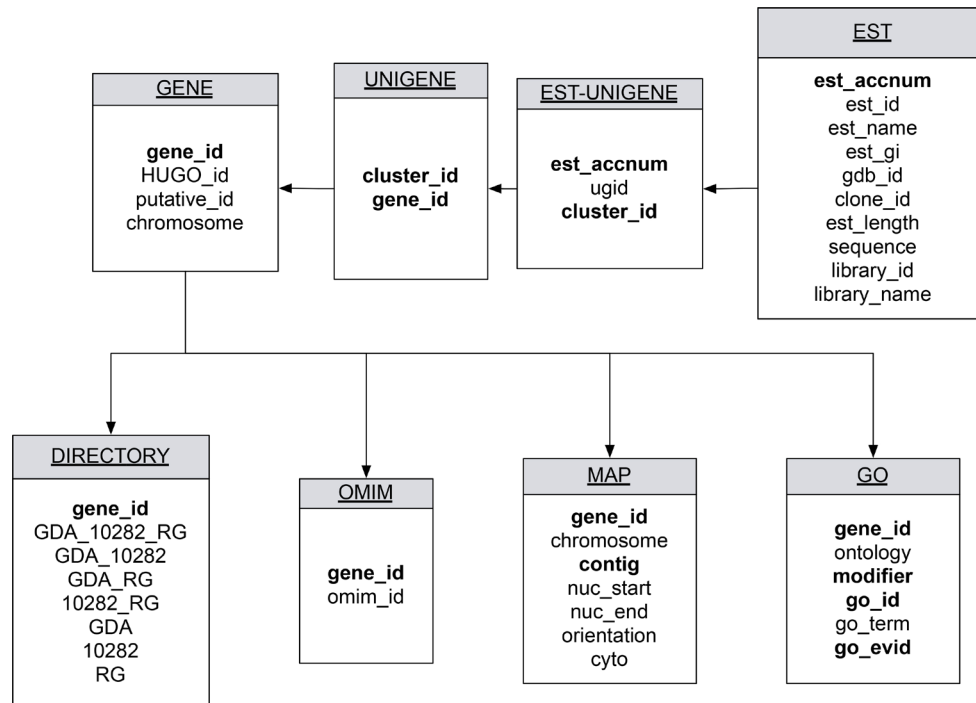 GENE
gene_id
HUGO_id
putative_id
chromosome
UNIGENE
cluster_id
gene_id
EST-UNIGENE
est_accnum
ugid
cluster_id
EST
est_accnum
est_id
est_name
est_gi
gdb_id
clone_id
est_length
sequence
library_id
library_name
DIRECTORY
gene_id
GDA_10282_RG
GDA_10282
GDA_RG
10282_RG
GDA
10282
RG
OMIM
gene_id
omim_id
MAP
gene_id
chromosome
contig
nuc_start
nuc_end
orientation
cyto
GO
gene_id
ontology
modifier
go_id
go_term
go_evid